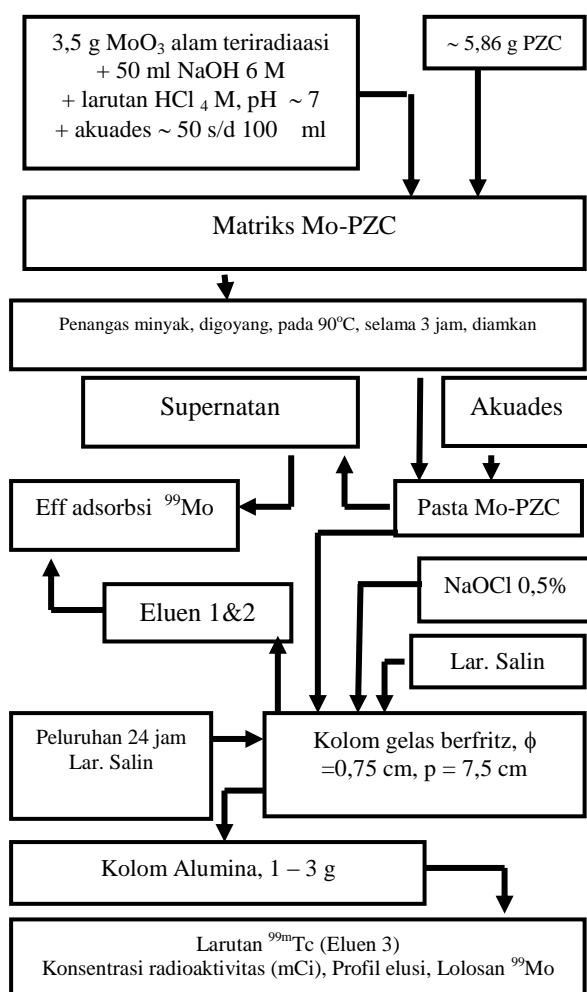 3,5 g MoO3 alam teriradiaasi
+ 50 ml NaOH 6 M
+ larutan HCl 4 M, pH ~ 7
+ akuades ~ 50 s/d 100 ml
~ 5,86 g PZC
Matriks Mo-PZC
Penangas minyak, digoyang, pada 90oC, selama 3 jam, diamkan
Supernatan
Akuades
Eff adsorbsi 99Mo
Pasta Mo-PZC
NaOCl 0,5%
Eluen 1&2
Lar. Salin
Peluruhan 24 jam
Lar. Salin
Kolom gelas berfritz, ϕ
=0,75 cm, p = 7,5 cm
Kolom Alumina, 1 – 3 g
Larutan 99mTc (Eluen 3)
Konsentrasi radioaktivitas (mCi), Profil elusi, Lolosan 99Mo